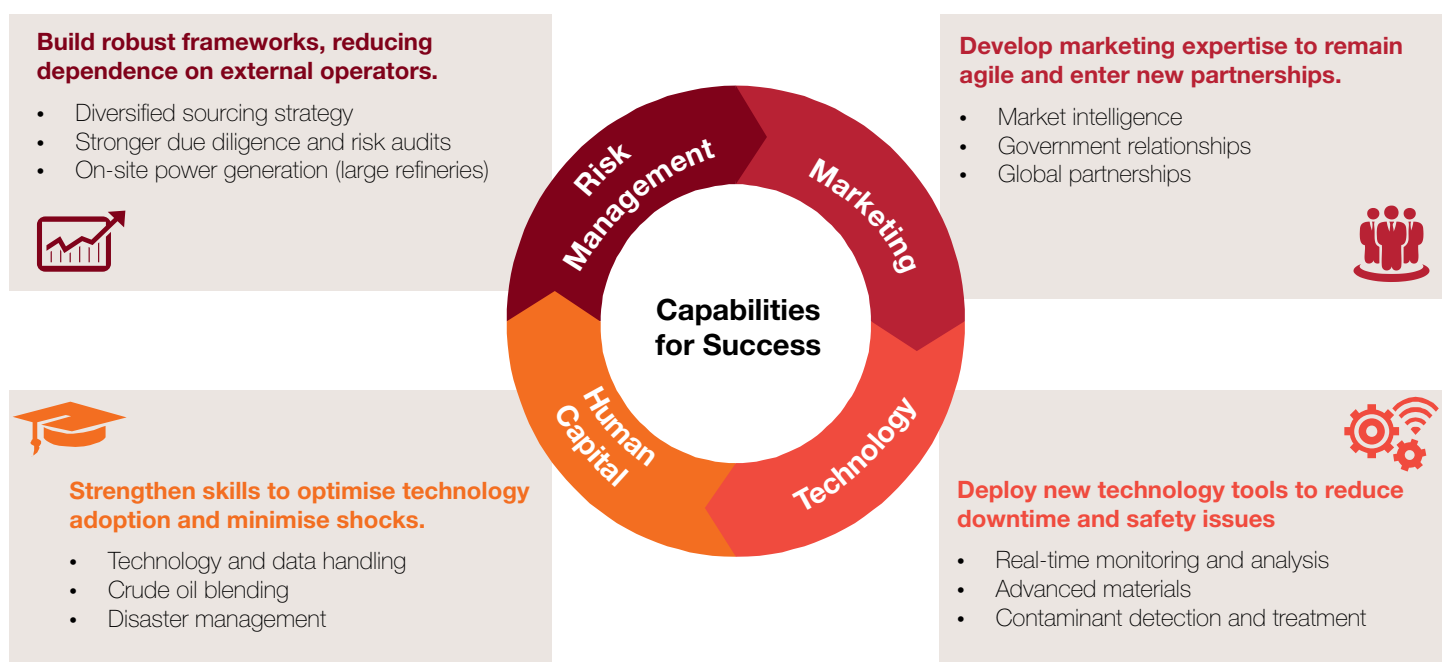 Build robust frameworks, reducing
dependence on external operators.
• Diversified sourcing strategy
• Stronger due diligence and risk audits
• On-site power generation (large refineries)
Develop marketing expertise to remain
agile and enter new partnerships.
• Market intelligence
• Government relationships
• Global partnerships
Risk
Management
Marketing
Capabilities
for Success
Human
Capital
Technology
Strengthen skills to optimise technology
adoption and minimise shocks.
• Technology and data handling
• Crude oil blending
• Disaster management
Deploy new technology tools to reduce
downtime and safety issues
• Real-time monitoring and analysis
• Advanced materials
• Contaminant detection and treatment